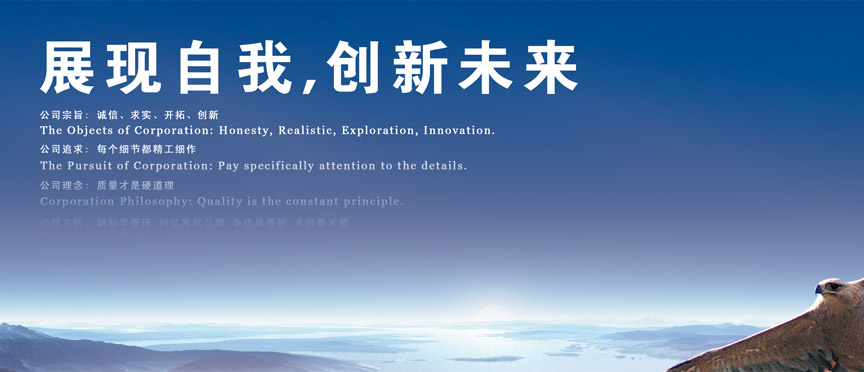 展现自我,创新未来
公司宗旨：诚信、求实、开拓、创新
The Objects of Corporation: Honesty, Realistic, Exploration, Innovation.
公司追求：每个细节都精工细作
The Pursuit of Corporation: Pay specifically attention to the details.
公司理念：质量才是硬道理
Corporation Philosophy: Quality is the constant principle.